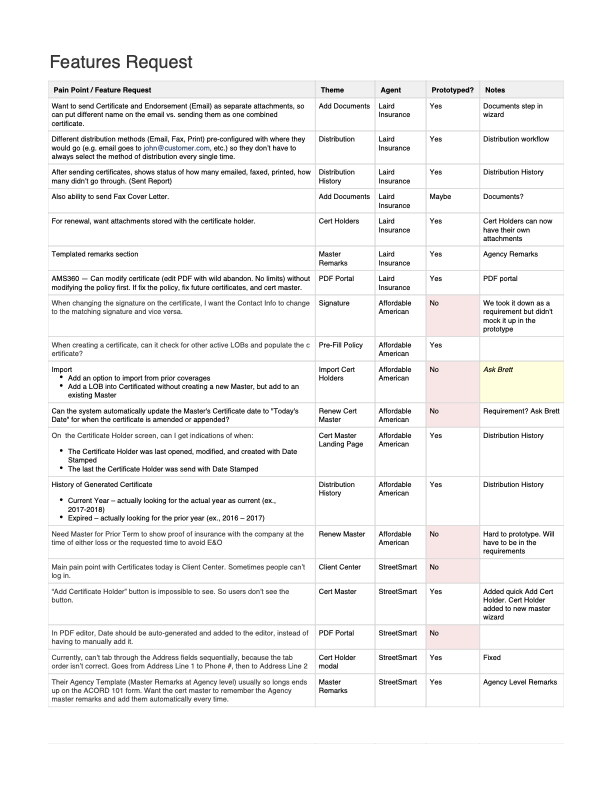 Features Request
Pain Point / Feature Request Theme Agent Prototyped? Notes
Want to send Certificate and Endorsement (Email) as separate attachments, so Add Documents Laird Yes Documents step in
can put different name on the email vs. sending them as one combined Insurance wizard
certificate.
Different distribution methods (Email, Fax, Print) pre-configured with where they Distribution Laird Yes Distribution workflow
would go (e.g. email goes to john@customer.com, etc.) so they don't have to Insurance
always select the method of distribution every single time.
After sending certificates, shows status of how many emailed, faxed, printed, how Distribution Laird Yes Distribution History
many didn't go through. (Sent Report) History Insurance
Also ability to send Fax Cover Letter. Add Documents Laird Maybe Documents?
Insurance
For renewal, want attachments stored with the certificate holder. Cert Holders Laird Yes Cert Holders can now
Insurance have their own
attachments
Templated remarks section Master Laird Yes Agency Remarks
Remarks Insurance
AMS360 — Can modify certificate (edit PDF with wild abandon. No limits) without PDF Portal Laird Yes PDF portal
modifying the policy first. If fix the policy, fix future certificates, and cert master. Insurance
When changing the signature on the certificate, I want the Contact Info to change Signature Affordable No We took it down as a
to the matching signature and vice versa. American requirement but didn't
mock it up in the
prototype
When creating a certificate, can it check for other active LOBs and populate the c Pre-Fill Policy Affordable Yes
ertificate? American
Import Import Cert Affordable No Ask Brett
• Add an option to import from prior coverages Holders American
• Add a LOB into Certificated without creating a new Master, but add to an
existing Master
Can the system automatically update the Master's Certificate date to "Today's Renew Cert Affordable No Requirement? Ask Brett
Date" for when the certificate is amended or appended? Master American
On the Certificate Holder screen, can I get indications of when: Cert Master Affordable Yes Distribution History
Landing Page American
• The Certificate Holder was last opened, modified, and created with Date
Stamped
• The last the Certificate Holder was send with Date Stamped
History of Generated Certificate Distribution Affordable Yes Distribution History
History American
• Current Year – actually looking for the actual year as current (ex.,
2017-2018)
• Expired – actually looking for the prior year (ex., 2016 – 2017)
Need Master for Prior Term to show proof of insurance with the company at the Renew Master Affordable No Hard to prototype. Will
time of either loss or the requested time to avoid E&O American have to be in the
requirements
Main pain point with Certificates today is Client Center. Sometimes people can't Client Center StreetSmart No
log in.
"Add Certificate Holder" button is impossible to see. So users don't see the Cert Master StreetSmart Yes Added quick Add Cert
button. Holder. Cert Holder
added to new master
wizard
In PDF editor, Date should be auto-generated and added to the editor, instead of PDF Portal StreetSmart No
having to manually add it.
Currently, can't tab through the Address fields sequentially, because the tab Cert Holder StreetSmart Yes Fixed
order isn't correct. Goes from Address Line 1 to Phone #, then to Address Line 2 modal
Their Agency Template (Master Remarks at Agency level) usually so longs ends Master StreetSmart Yes Agency Level Remarks
up on the ACORD 101 form. Want the cert master to remember the Agency Remarks
master remarks and add them automatically every time.